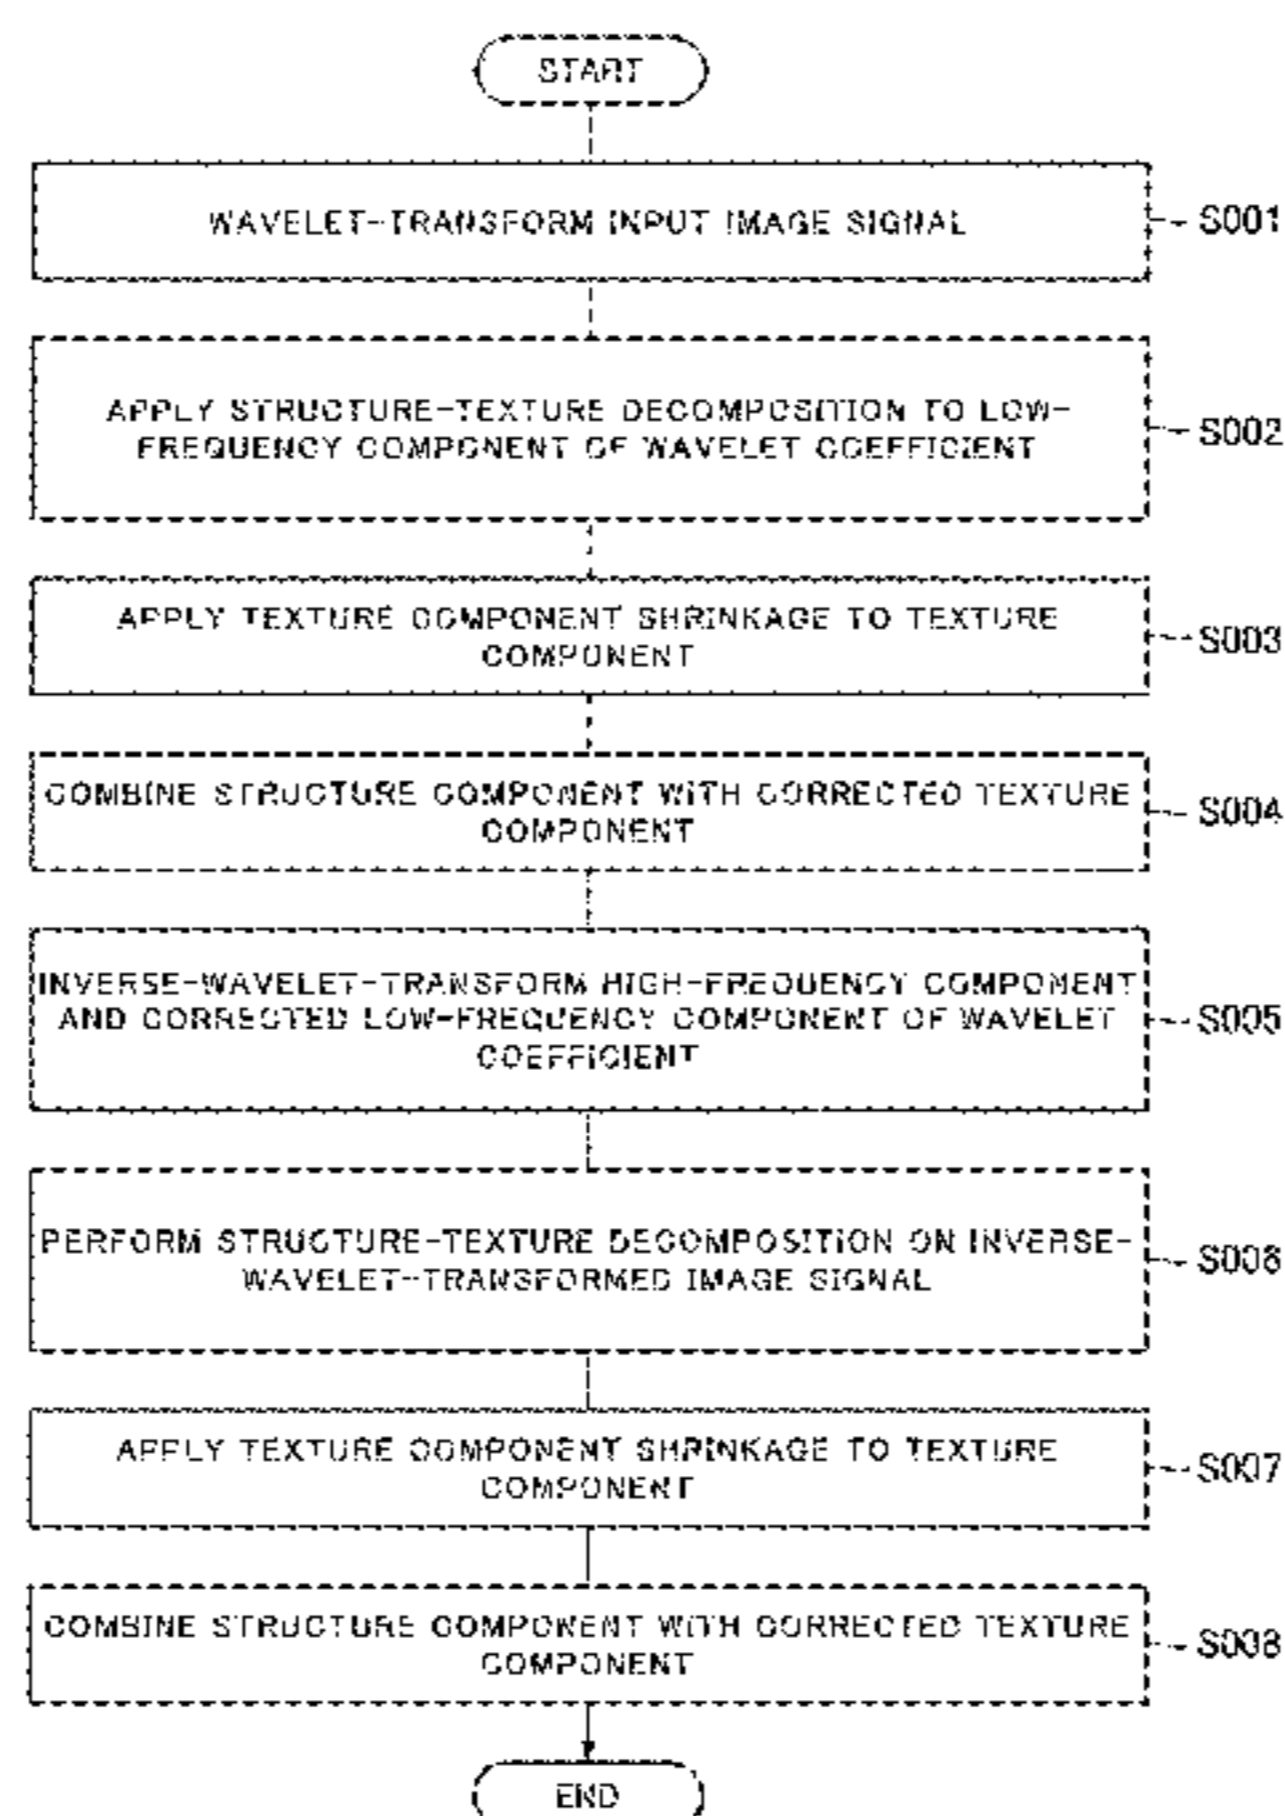 START
WAVELET-TRANSFORM INPUT IMAGE SIGNAL
S001
APPLY STRUCTURE-TEXTURE DECOMPOSITION TO LOW-
FREQUENCY COMPONENT OF WAVELET COEFFICIENT
S002
APPLY TEXTURE COMPONENT SHRINKAGE TO TEXTURE
COMPONENT
S003
COMBINE STRUCTURE COMPONENT WITH CORRECTED TEXTURE
COMPONENT
S004
INVERSE-WAVELET-TRANSFORM HIGH-FREQUENCY COMPONENT
AND CORRECTED LOW-FREQUENCY COMPONENT OF WAVELET
COEFFICIENT
S005
PERFORM STRUCTURE-TEXTURE DECOMPOSITION ON INVERSE-
WAVELET-TRANSFORMED IMAGE SIGNAL
S006
APPLY TEXTURE COMPONENT SHRINKAGE TO TEXTURE
COMPONENT
S007
COMBINE STRUCTURE COMPONENT WITH CORRECTED TEXTURE
COMPONENT
S008
END